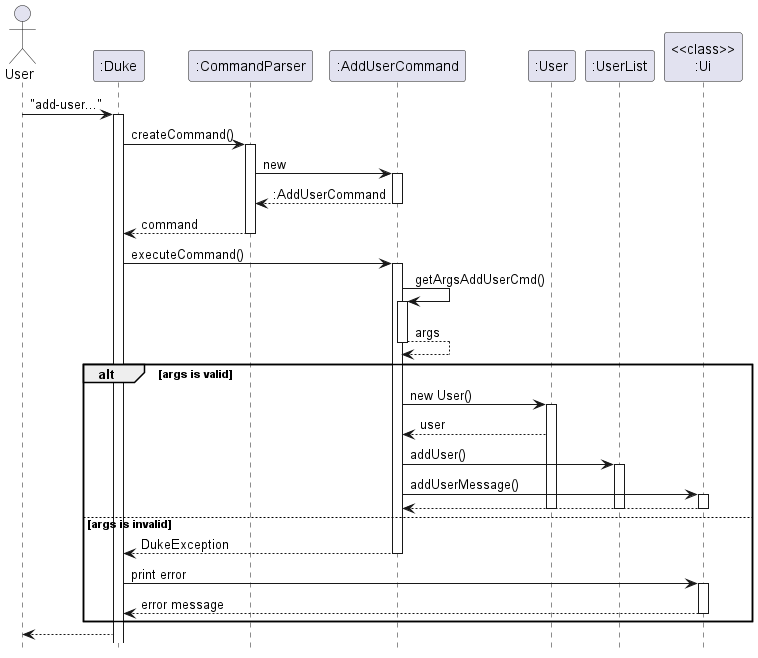 User
:Duke
:CommandParser
:AddUserCommand
:User
:UserList
<<class>>
:Ui
"add-user..."
createCommand()
new
:AddUserCommand
command
executeCommand()
getArgsAddUserCmd()
args
alt [args is valid]
new User()
user
addUser()
addUserMessage()
[args is invalid]
DukeException
print error
error message